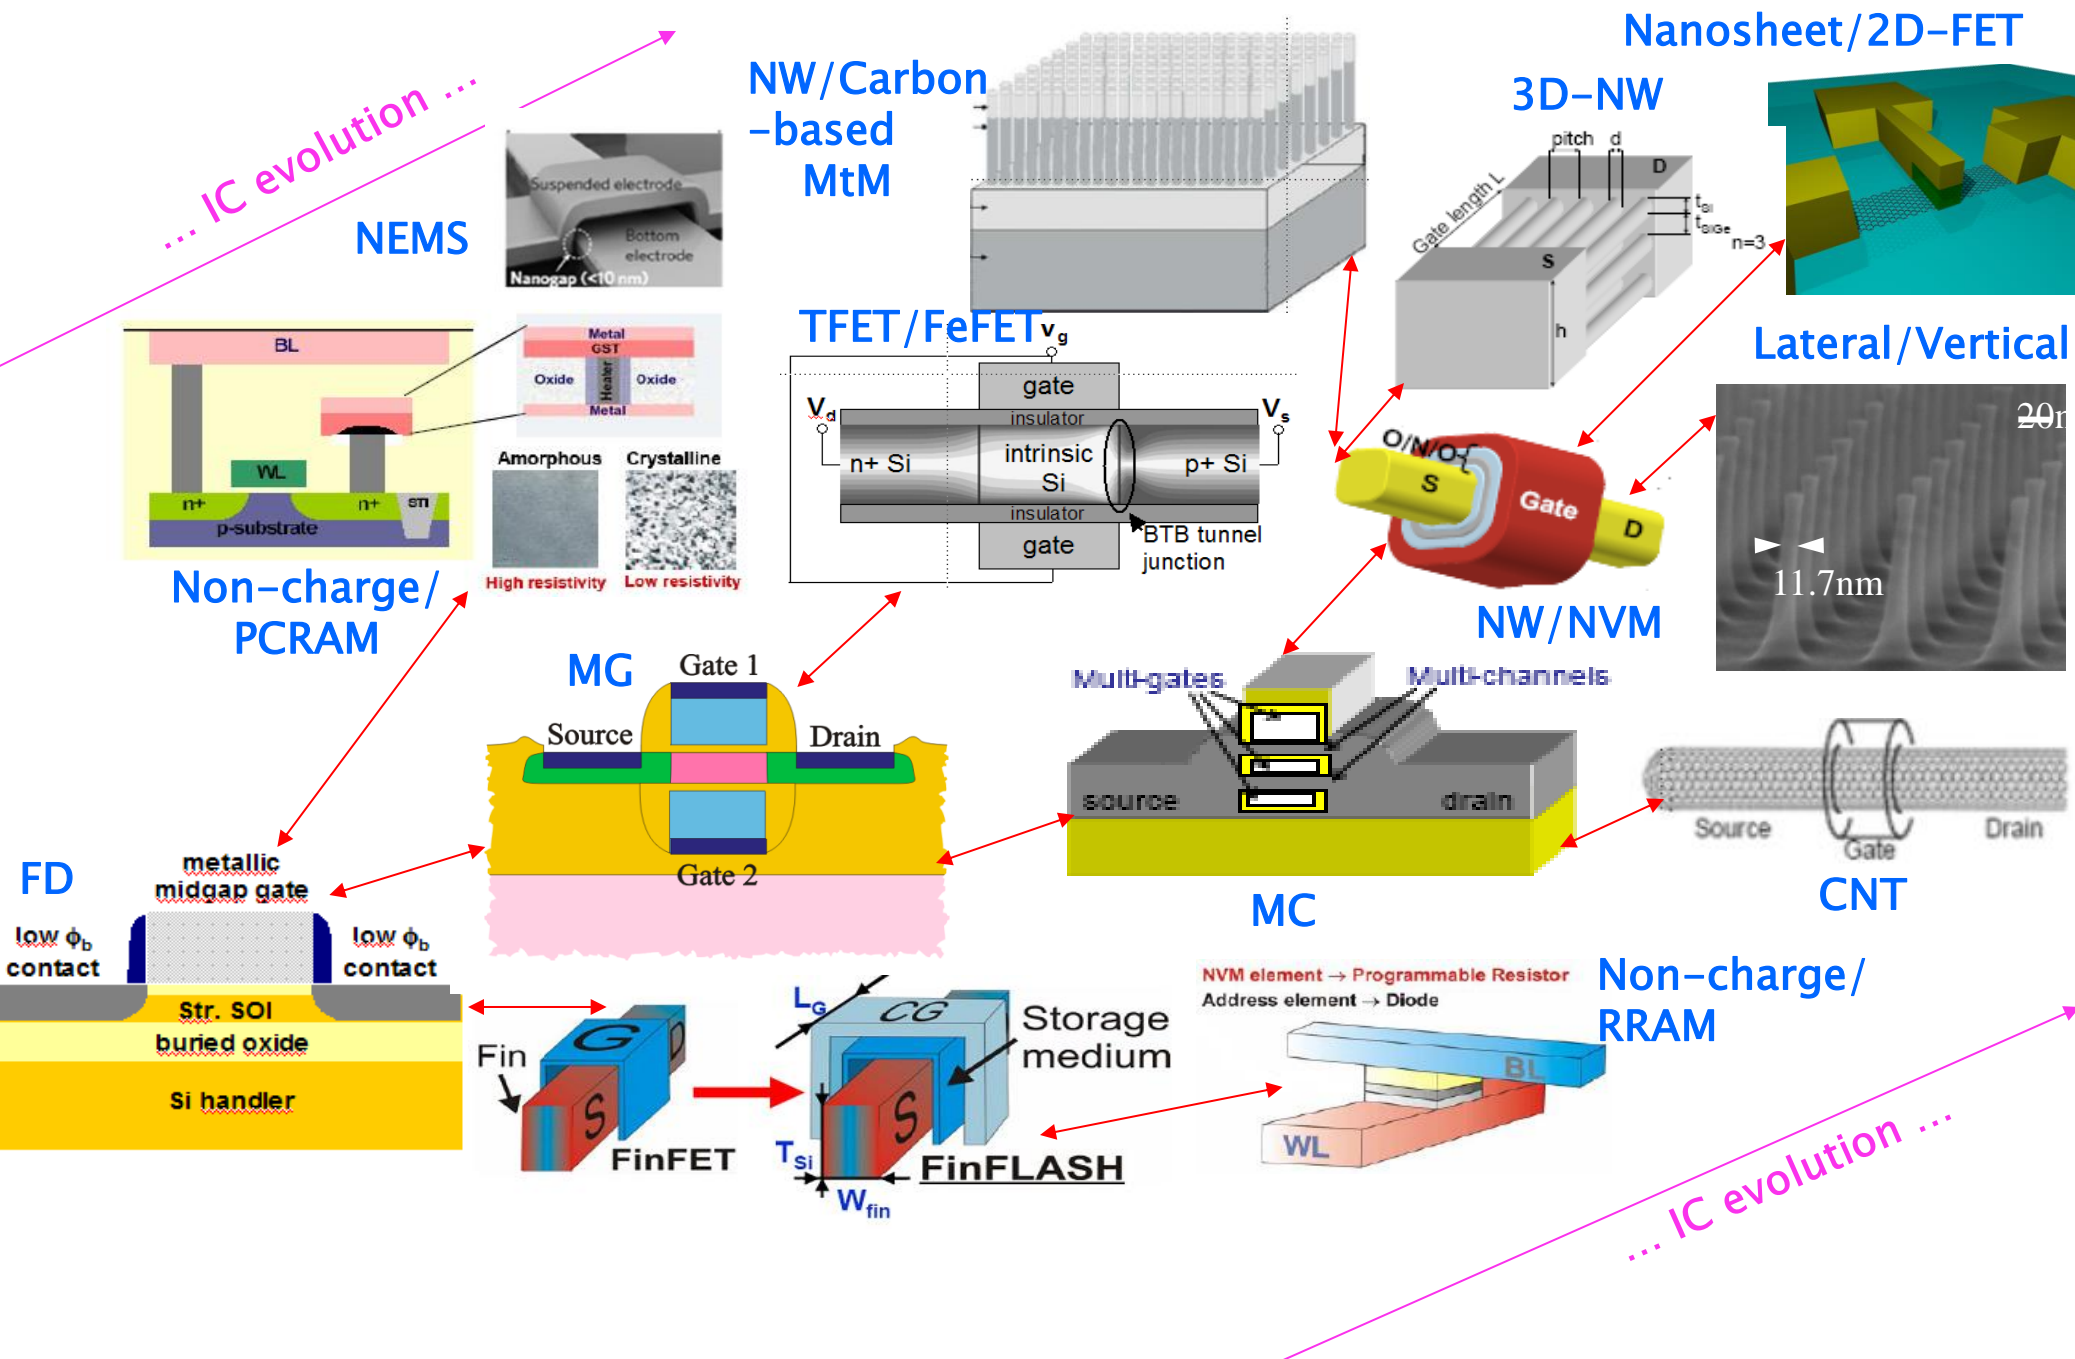 ... IC evolution ...
NEMS
Suspended electrode
Bottom
electrode
Nanogap (<10 nm)
NW/Carbon
-based
MtM
Nanosheet/2D-FET
3D-NW
pitch
d
D
Gate length L
tSi
tSiGe
n=3
S
h
BL
WL
n+
n+
STI
p-substrate
Metal
GST
Oxide
Heater
Oxide
Metal
Amorphous
Crystalline
High resistivity
Low resistivity
Non-charge/
PCRAM
TFET/FeFET
Vg
gate
Vd
insulator
Vs
n+ Si
intrinsic
Si
p+ Si
insulator
gate
BTB tunnel
junction
O/N/O
S
Gate
D
NW/NVM
Lateral/Vertical
20n
11.7nm
MG
Gate 1
Source
Drain
Gate 2
Multi-gates
Multi-channels
source
drain
MC
Source
Gate
Drain
CNT
FD
metallic
midgap gate
low ϕb
contact
low ϕb
contact
Str. SOI
buried oxide
Si handler
Fin
G
D
S
FinFET
LG
CG
Storage
medium
S
TSi
Wfin
FinFLASH
NVM element → Programmable Resistor
Address element → Diode
BL
WL
Non-charge/
RRAM
... IC evolution ...